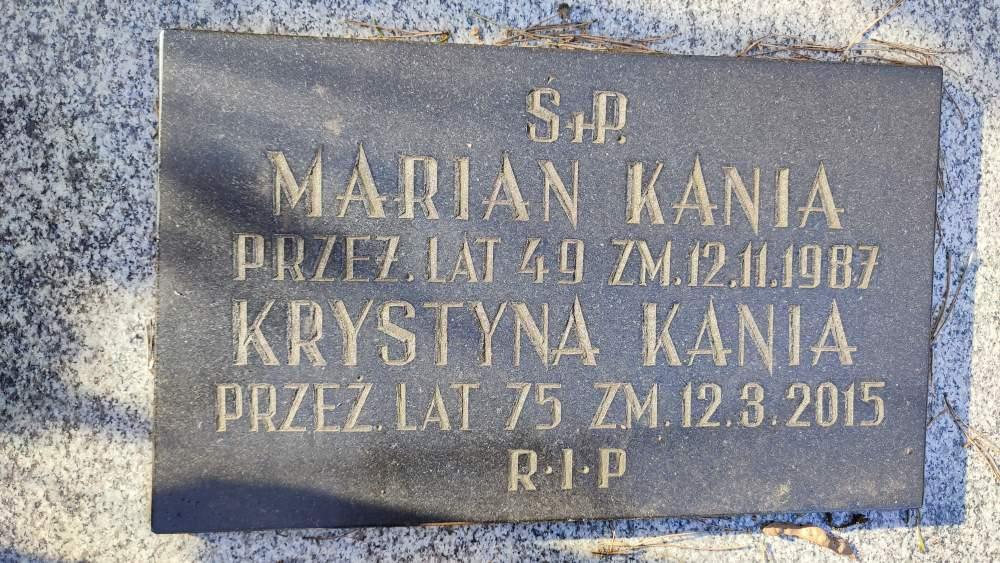 Ś+P.
MARIAN KANIA
PRZEŻ. LAT 49 ZM. 12.11.1987
KRYSTYNA KANIA
PRZEŻ. LAT 75 ZM. 12.3.2015
R·I·P